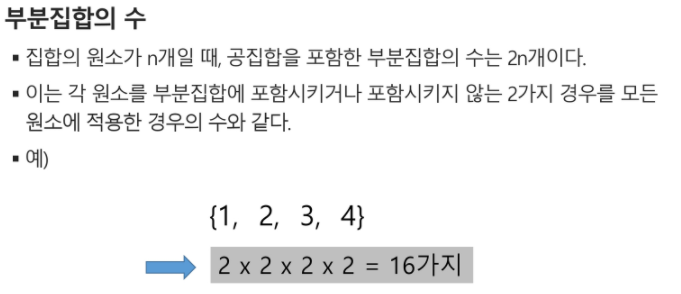 부분집합의 수
▪ 집합의 원소가 n개일 때, 공집합을 포함한 부분집합의 수는 2n개이다.
▪ 이는 각 원소를 부분집합에 포함시키거나 포함시키지 않는 2가지 경우를 모든
원소에 적용한 경우의 수와 같다.
▪ 예)
{1, 2, 3, 4}
2 x 2 x 2 x 2 = 16가지